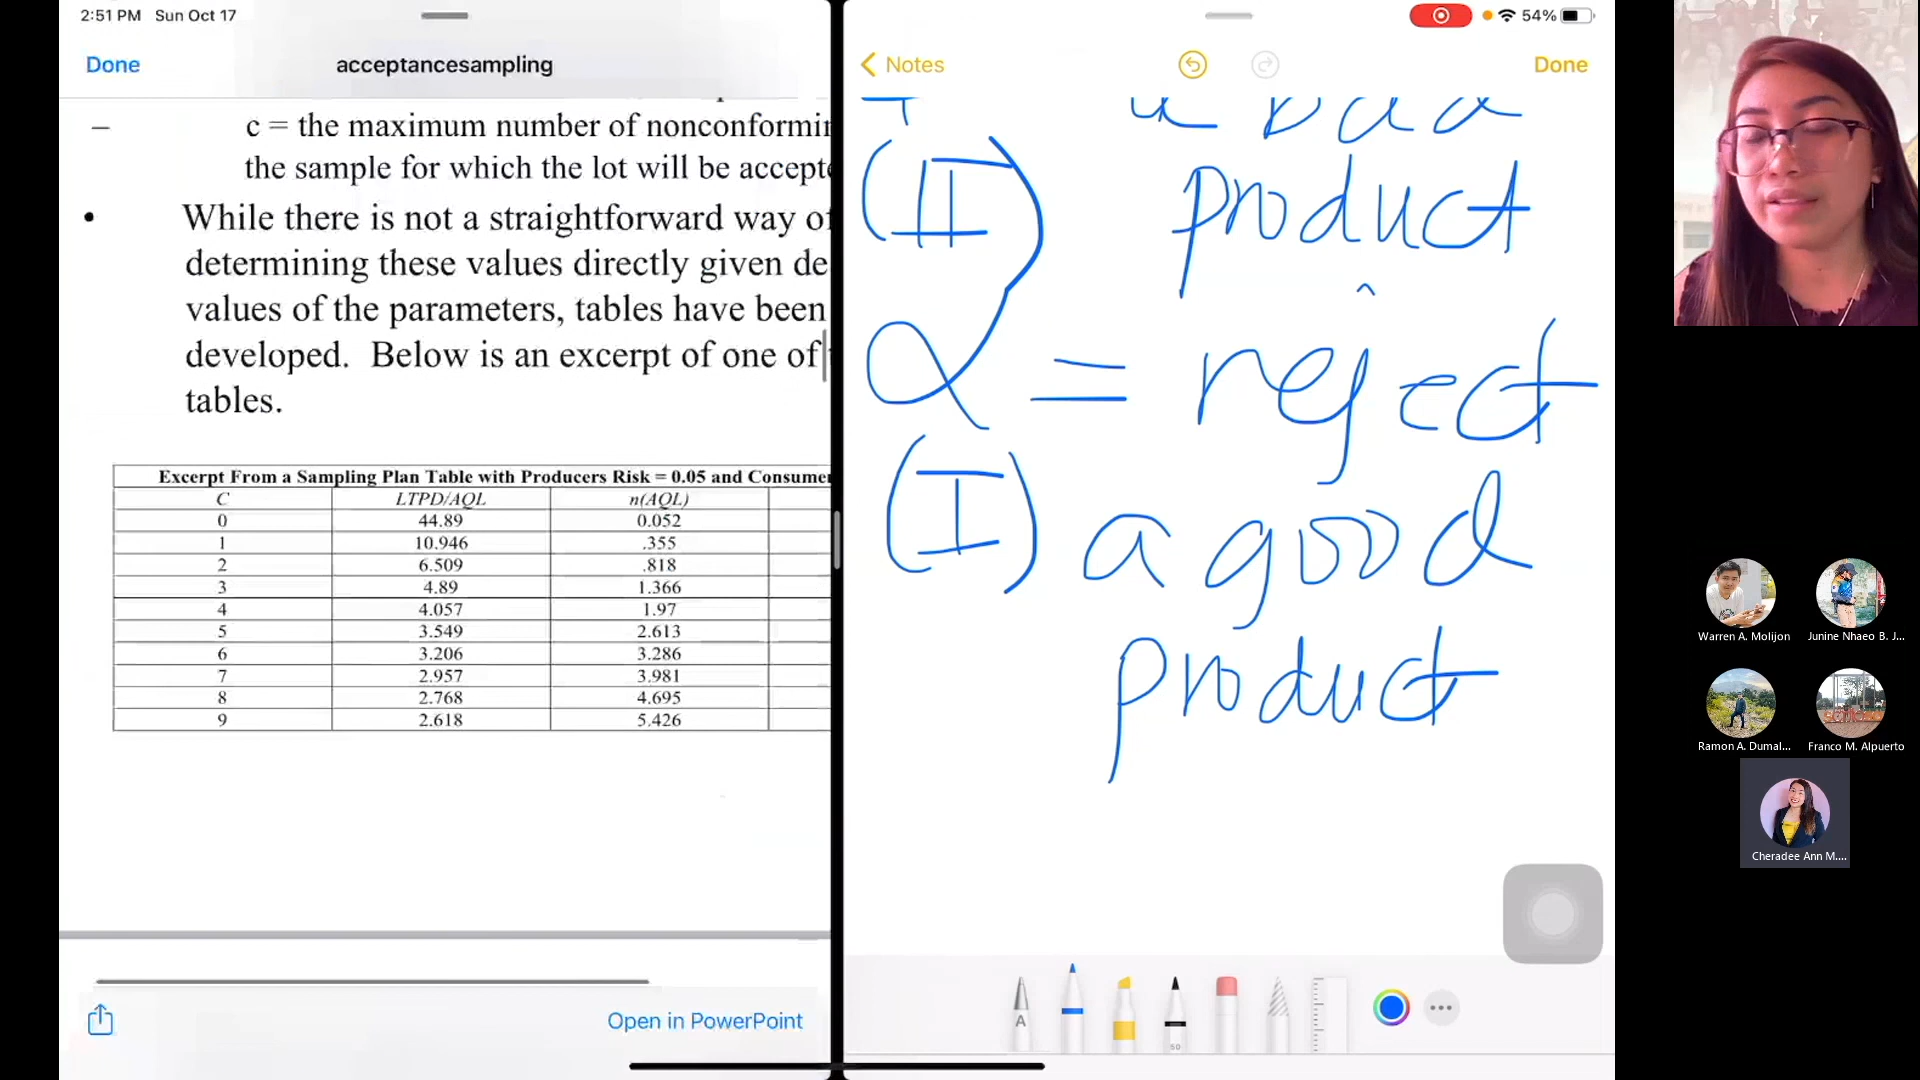 2:51 PM Sun Oct 17
Done
acceptancesampling
– c = the maximum number of nonconformin
the sample for which the lot will be accepte
• While there is not a straightforward way of
determining these values directly given de
values of the parameters, tables have been
developed. Below is an excerpt of one of
tables.
Excerpt From a Sampling Plan Table with Producers Risk = 0.05 and Consumer
C LTPD/AQL n(AQL)
0 44.89 0.052
1 10.946 .355
2 6.509 .818
3 4.89 1.366
4 4.057 1.97
5 3.549 2.613
6 3.206 3.286
7 2.957 3.981
8 2.768 4.695
9 2.618 5.426
Open in PowerPoint
54%
Notes
Done
a bad
(II) product
α = reject
(I) a good
product
A
50
Warren A. Molijon
Junine Nhaeo B. J...
Ramon A. Dumal...
Franco M. Alpuerto
Cheradee Ann M....